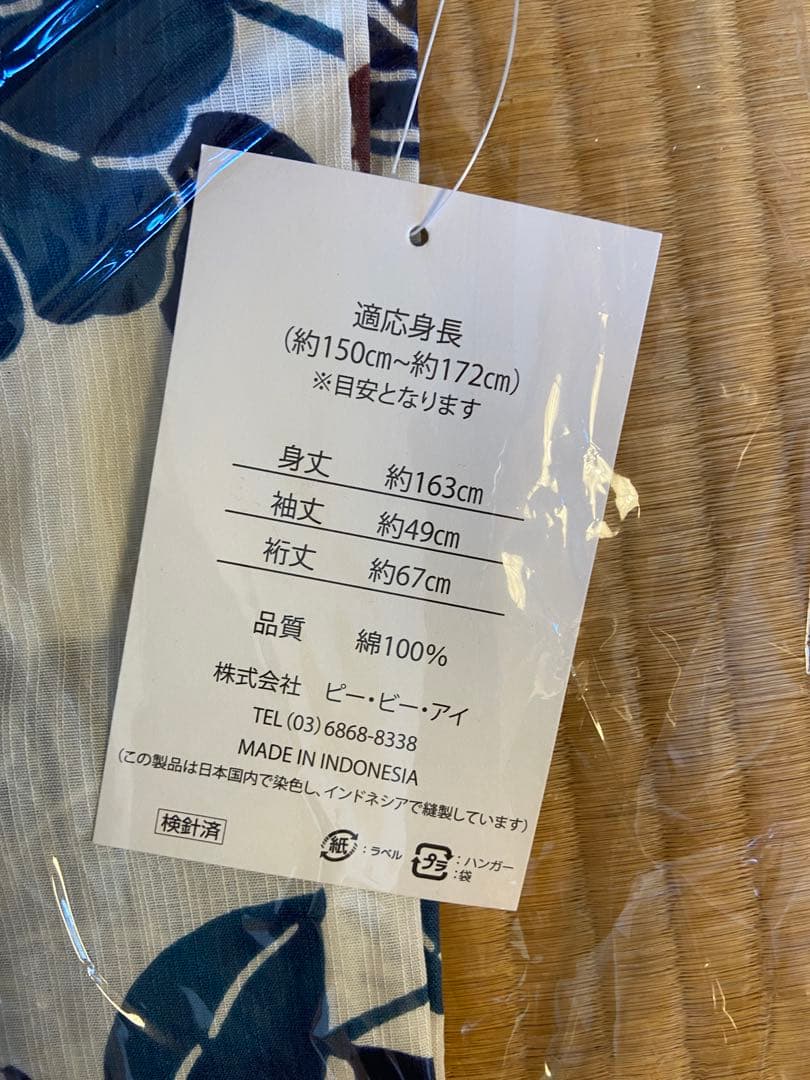 適応身長
(約150cm~約172cm)
※目安となります
身丈 約163cm
袖丈 約49cm
裄丈 約67cm
品質 綿100%
株式会社 ピー・ビー・アイ
TEL (03) 6868-8338
MADE IN INDONESIA
(この製品は日本国内で染色し、インドネシアで縫製しています)
検針済
紙 : ラベル
プラ : ハンガー
: 袋